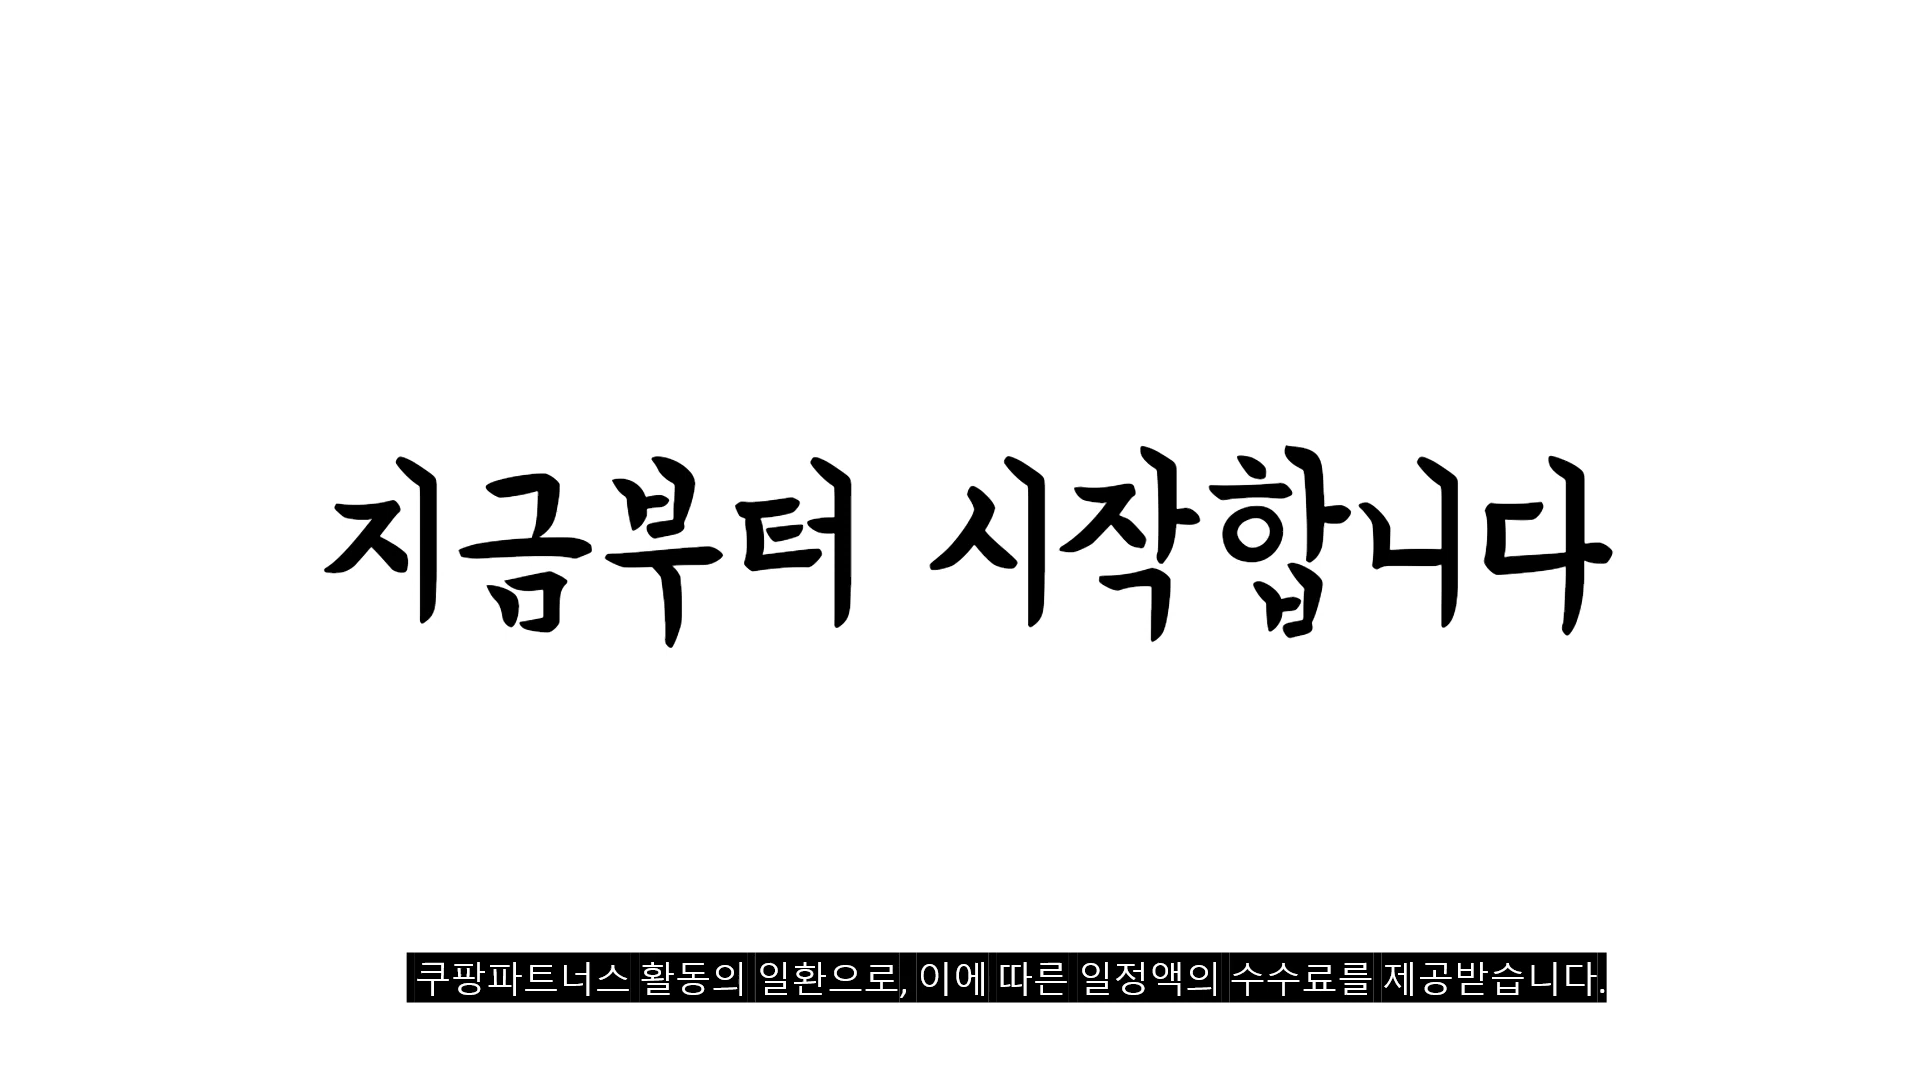 지금부터 시작합니다
쿠팡파트너스 활동의 일환으로, 이에 따른 일정액의 수수료를 제공받습니다.